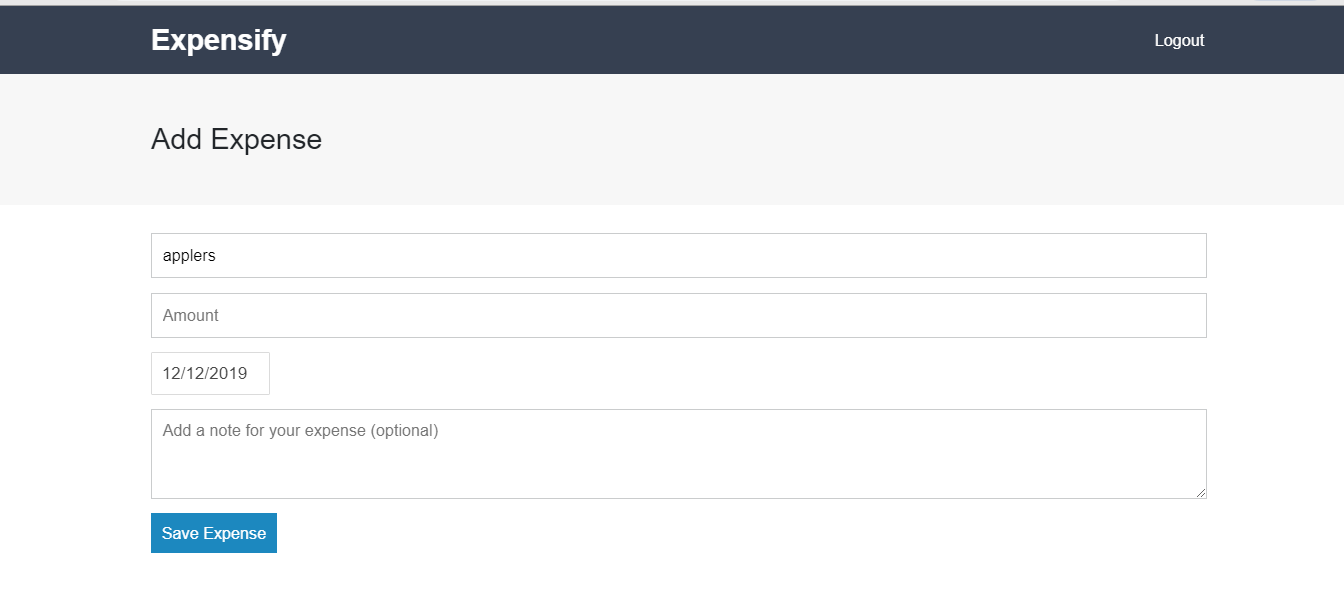 Expensify
Logout
Add Expense
applers
Amount
12/12/2019
Add a note for your expense (optional)
Save Expense